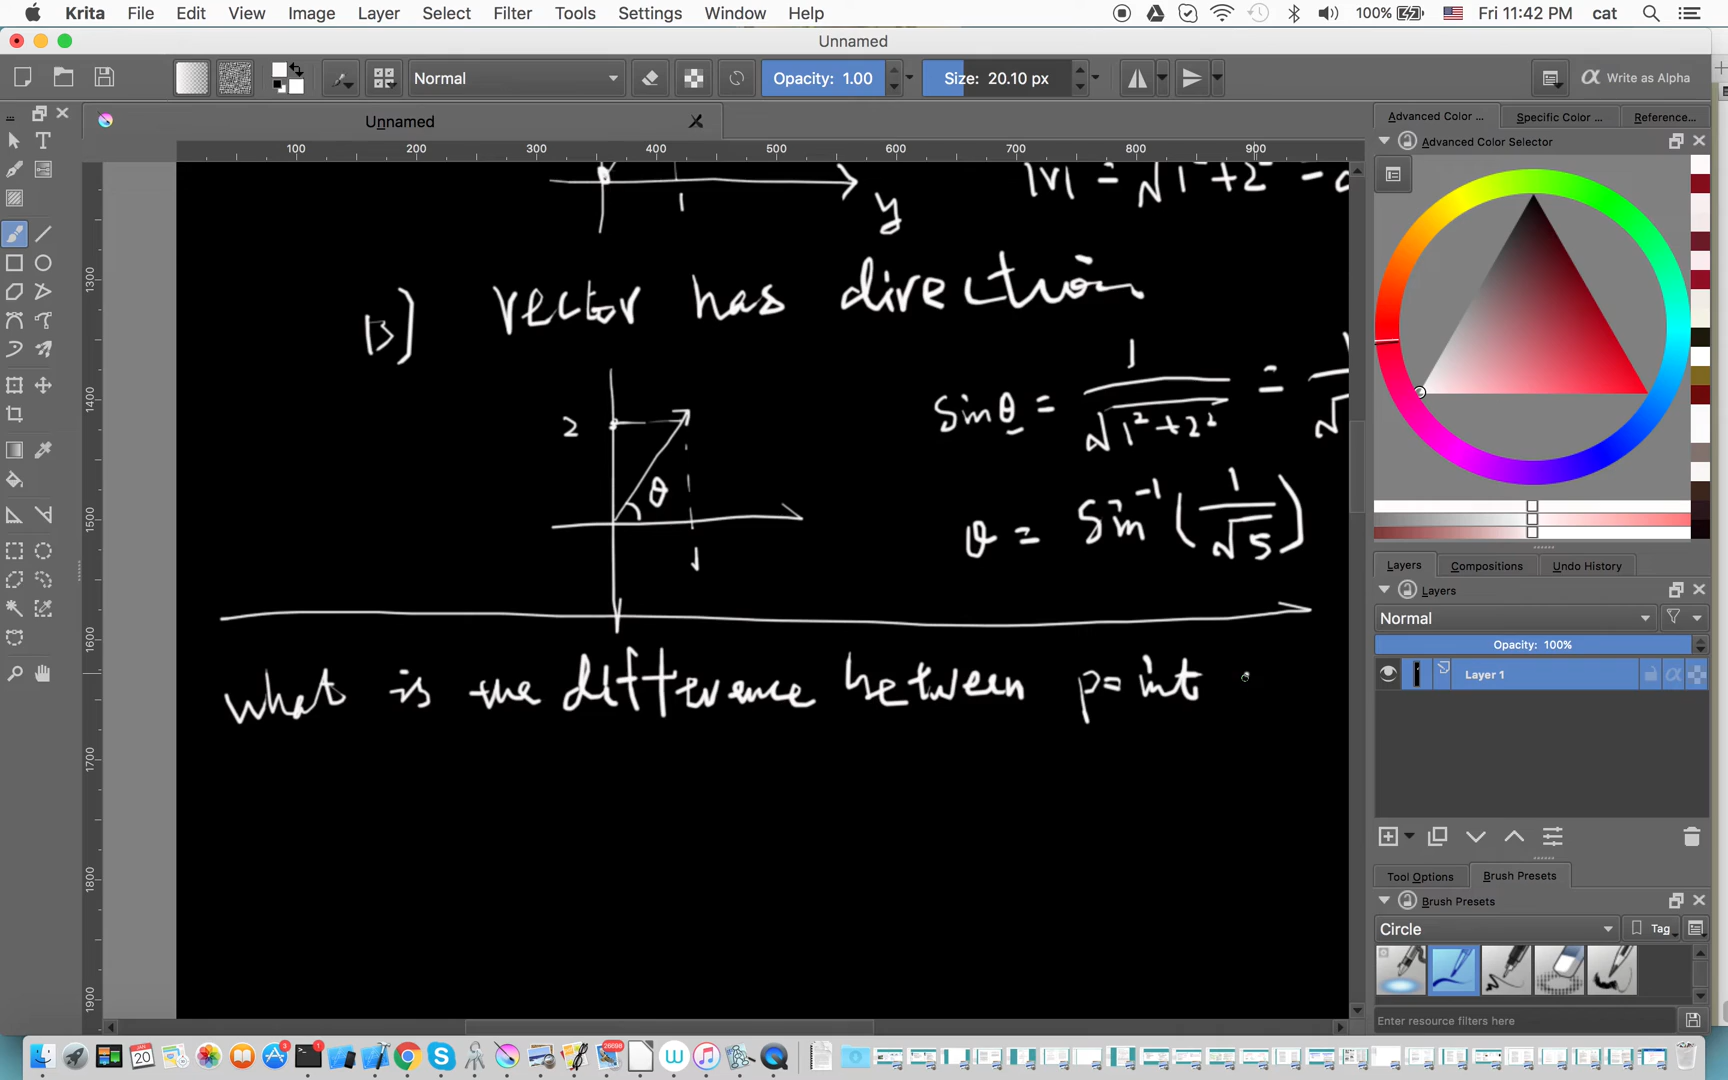 Krita File Edit View Image Layer Select Filter Tools Settings Window Help 100% Fri 11:42 PM cat
Unnamed
Normal Opacity: 1.00 Size: 20.10 px Write as Alpha
Unnamed
100 200 300 400 500 600 700 800 900
1300 1400 1500 1600 1700 1800 1900
1 y
|v| = √1 +2
B] vector has direction
2 θ 1
sinθ = 1 / √1² + 2² = 1 / √
θ = Sin⁻¹ ( 1 / √5 )
what is the difference between point
Advanced Color ... Specific Color ... Reference...
Advanced Color Selector
Layers Compositions Undo History
Layers
Normal
Opacity: 100%
Layer 1
Tool Options Brush Presets
Brush Presets
Circle Tag
Enter resource filters here